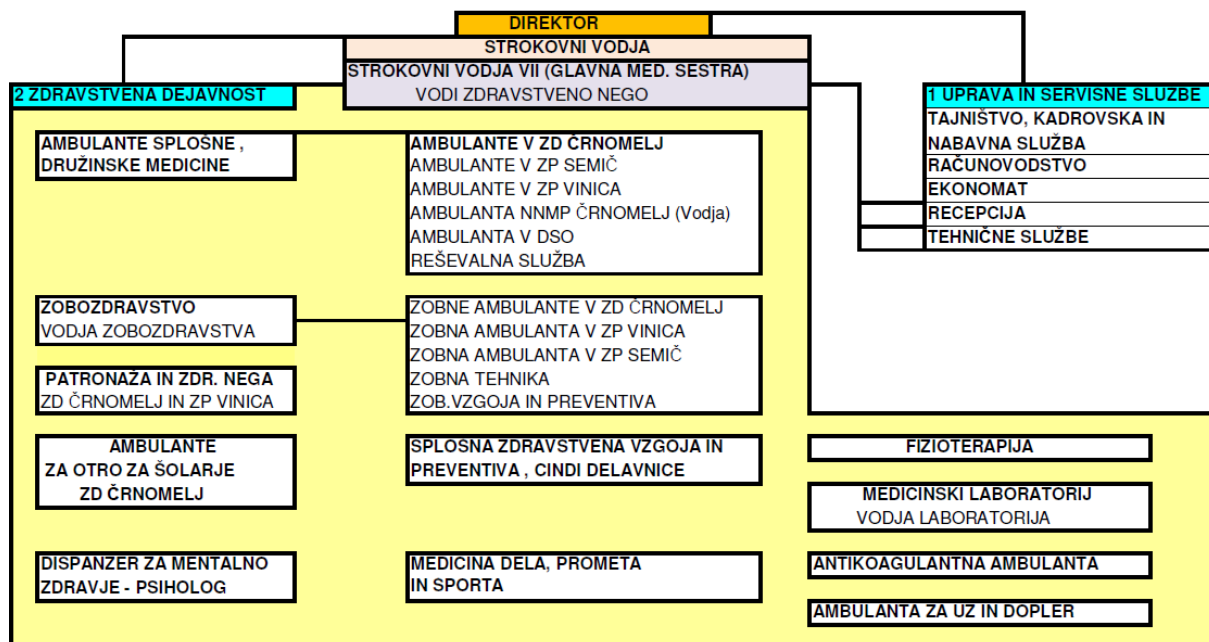 DIREKTOR
STROKOVNI VODJA
STROKOVNI VODJA VII (GLAVNA MED. SESTRA)
VODI ZDRAVSTVENO NEGO
2 ZDRAVSTVENA DEJAVNOST
1 UPRAVA IN SERVISNE SLUŽBE
TAJNIŠTVO, KADROVSKA IN
NABAVNA SLUŽBA
RAČUNOVODSTVO
EKONOMAT
RECEPCIJA
TEHNIČNE SLUŽBE
AMBULANTE SPLOŠNE ,
DRUŽINSKE MEDICINE
AMBULANTE V ZD ČRNOMELJ
AMBULANTE V ZP SEMIČ
AMBULANTE V ZP VINICA
AMBULANTA NNMP ČRNOMELJ (Vodja)
AMBULANTA V DSO
REŠEVALNA SLUŽBA
ZOBOZDRAVSTVO
VODJA ZOBOZDRAVSTVA
ZOBNE AMBULANTE V ZD ČRNOMELJ
ZOBNA AMBULANTA V ZP VINICA
ZOBNA AMBULANTA V ZP SEMIČ
ZOBNA TEHNIKA
ZOB.VZGOJA IN PREVENTIVA
PATRONAŽA IN ZDR. NEGA
ZD ČRNOMELJ IN ZP VINICA
AMBULANTE
ZA OTRO ZA ŠOLARJE
ZD ČRNOMELJ
SPLOŠNA ZDRAVSTVENA VZGOJA IN
PREVENTIVA , CINDI DELAVNICE
FIZIOTERAPIJA
MEDICINSKI LABORATORIJ
VODJA LABORATORIJA
DISPANZER ZA MENTALNO
ZDRAVJE - PSIHOLOG
MEDICINA DELA, PROMETA
IN SPORTA
ANTIKOAGULANTNA AMBULANTA
AMBULANTA ZA UZ IN DOPLER